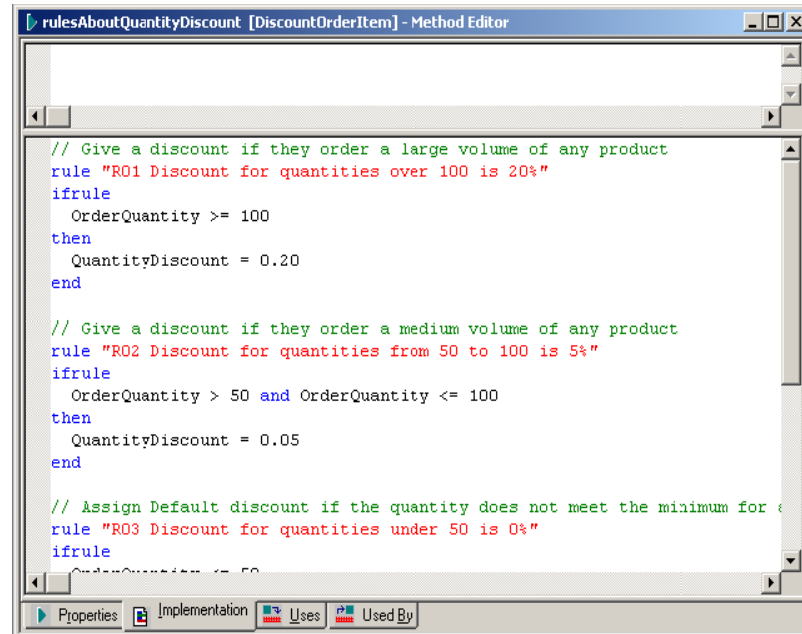 rulesAboutQuantityDiscount [DiscountOrderItem] - Method Editor
// Give a discount if they order a large volume of any product
rule "R01 Discount for quantities over 100 is 20%"
ifrule
OrderQuantity >= 100
then
QuantityDiscount = 0.20
end
// Give a discount if they order a medium volume of any product
rule "R02 Discount for quantities from 50 to 100 is 5%"
ifrule
OrderQuantity > 50 and OrderQuantity <= 100
then
QuantityDiscount = 0.05
end
// Assign Default discount if the quantity does not meet the minimum for
rule "R03 Discount for quantities under 50 is 0%"
ifrule
Properties Implementation Uses Used By